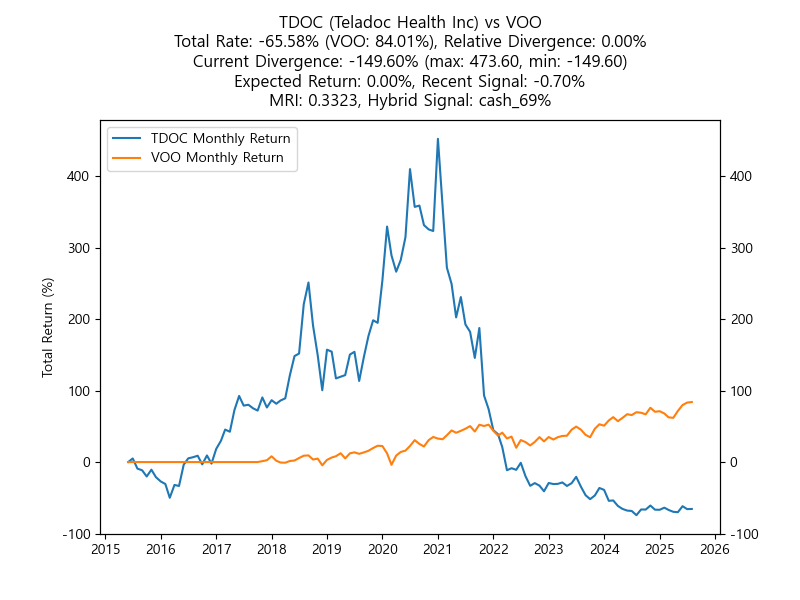 TDOC (Teladoc Health Inc) vs VOO
Total Rate: -65.58% (VOO: 84.01%), Relative Divergence: 0.00%
Current Divergence: -149.60% (max: 473.60, min: -149.60)
Expected Return: 0.00%, Recent Signal: -0.70%
MRI: 0.3323, Hybrid Signal: cash_69%
TDOC Monthly Return
VOO Monthly Return
Total Return (%)
400
300
200
100
0
-100
400
300
200
100
0
-100
2015 2016 2017 2018 2019 2020 2021 2022 2023 2024 2025 2026